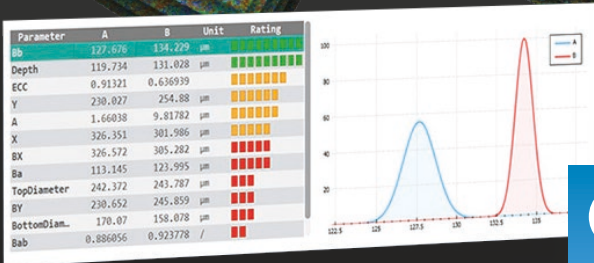 Parameter A B Unit Rating
Bb 127.676 134.229 µm
Depth 119.734 131.028 µm
ECC 0.91321 0.636939
Y 230.027 254.88 µm
A 1.66038 9.81782 µm
X 326.351 301.986 µm
BX 326.572 305.282 µm
Ba 113.145 123.995 µm
TopDiameter 242.372 243.787 µm
BY 230.652 245.859 µm
BottomDiam… 170.07 158.078 µm
Bab 0.886056 0.923778 /
100
80
60
40
20
122.5 125 127.5 130 132.5 135
A
B